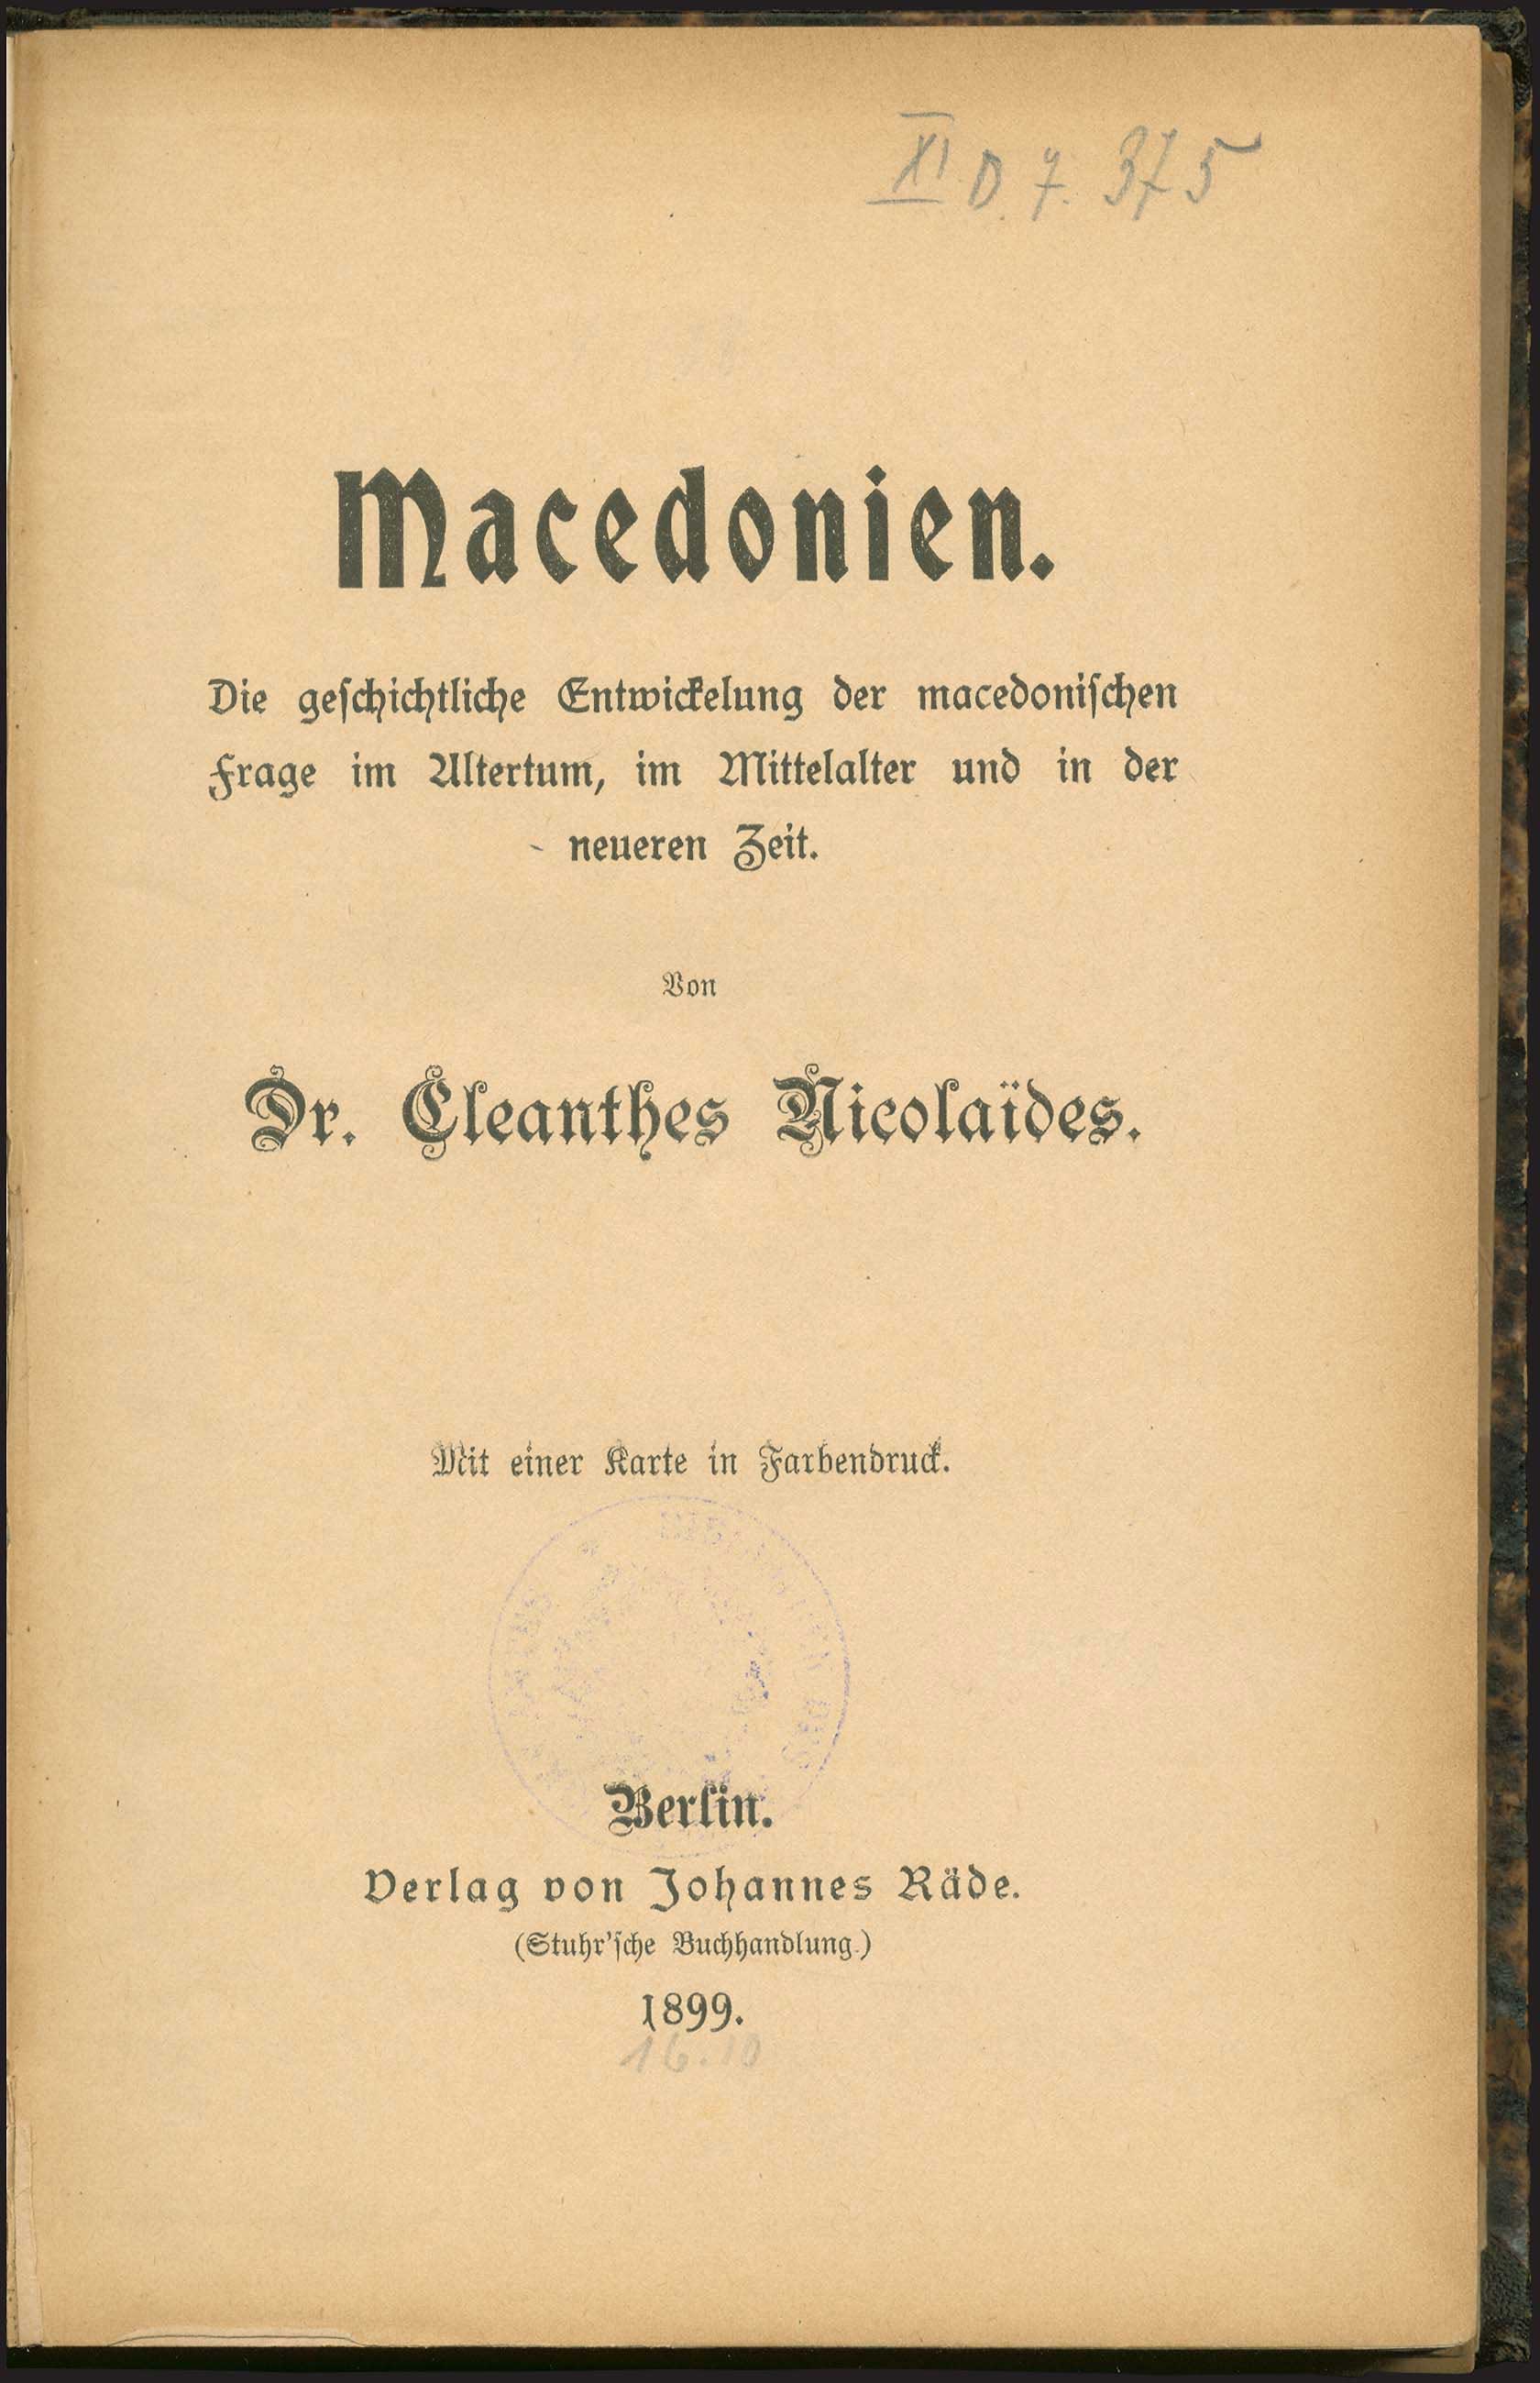 XI. D. 7. 375
Macedonien.
Die geschichtliche Entwickelung der macedonischen
Frage im Altertum, im Mittelalter und in der
neueren Zeit.
Von
Dr. Cleanthes Nicolaïdes.
Mit einer Karte in Farbendruck.
Berlin.
Verlag von Johannes Räde.
(Stuhr'sche Buchhandlung.)
1899.
16.10